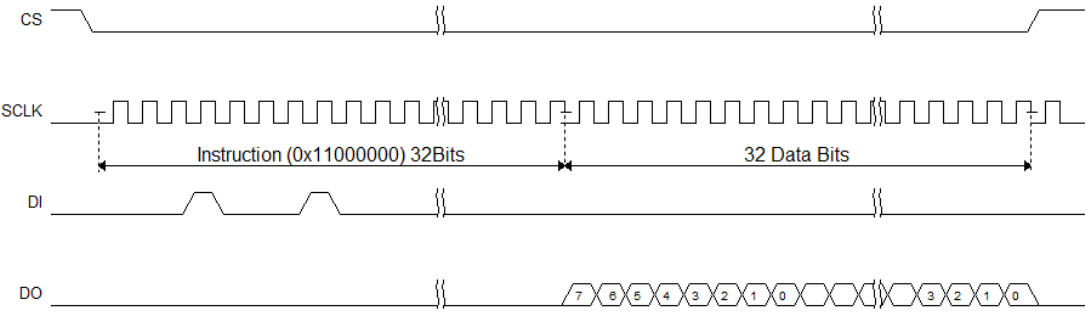 CS
SCLK
Instruction (0x11000000) 32Bits
32 Data Bits
DI
DO
7 6 5 4 3 2 1 0 3 2 1 0